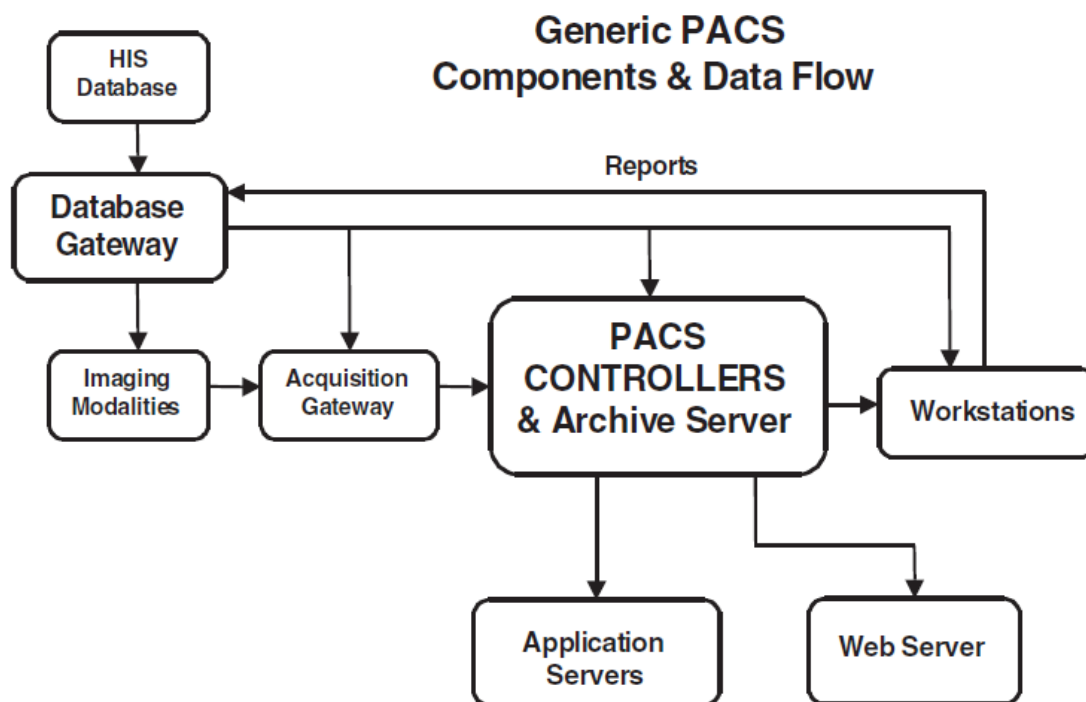 Generic PACS
Components & Data Flow
HIS
Database
Reports
Database
Gateway
Imaging
Modalities
Acquisition
Gateway
PACS
CONTROLLERS
& Archive Server
Workstations
Application
Servers
Web Server